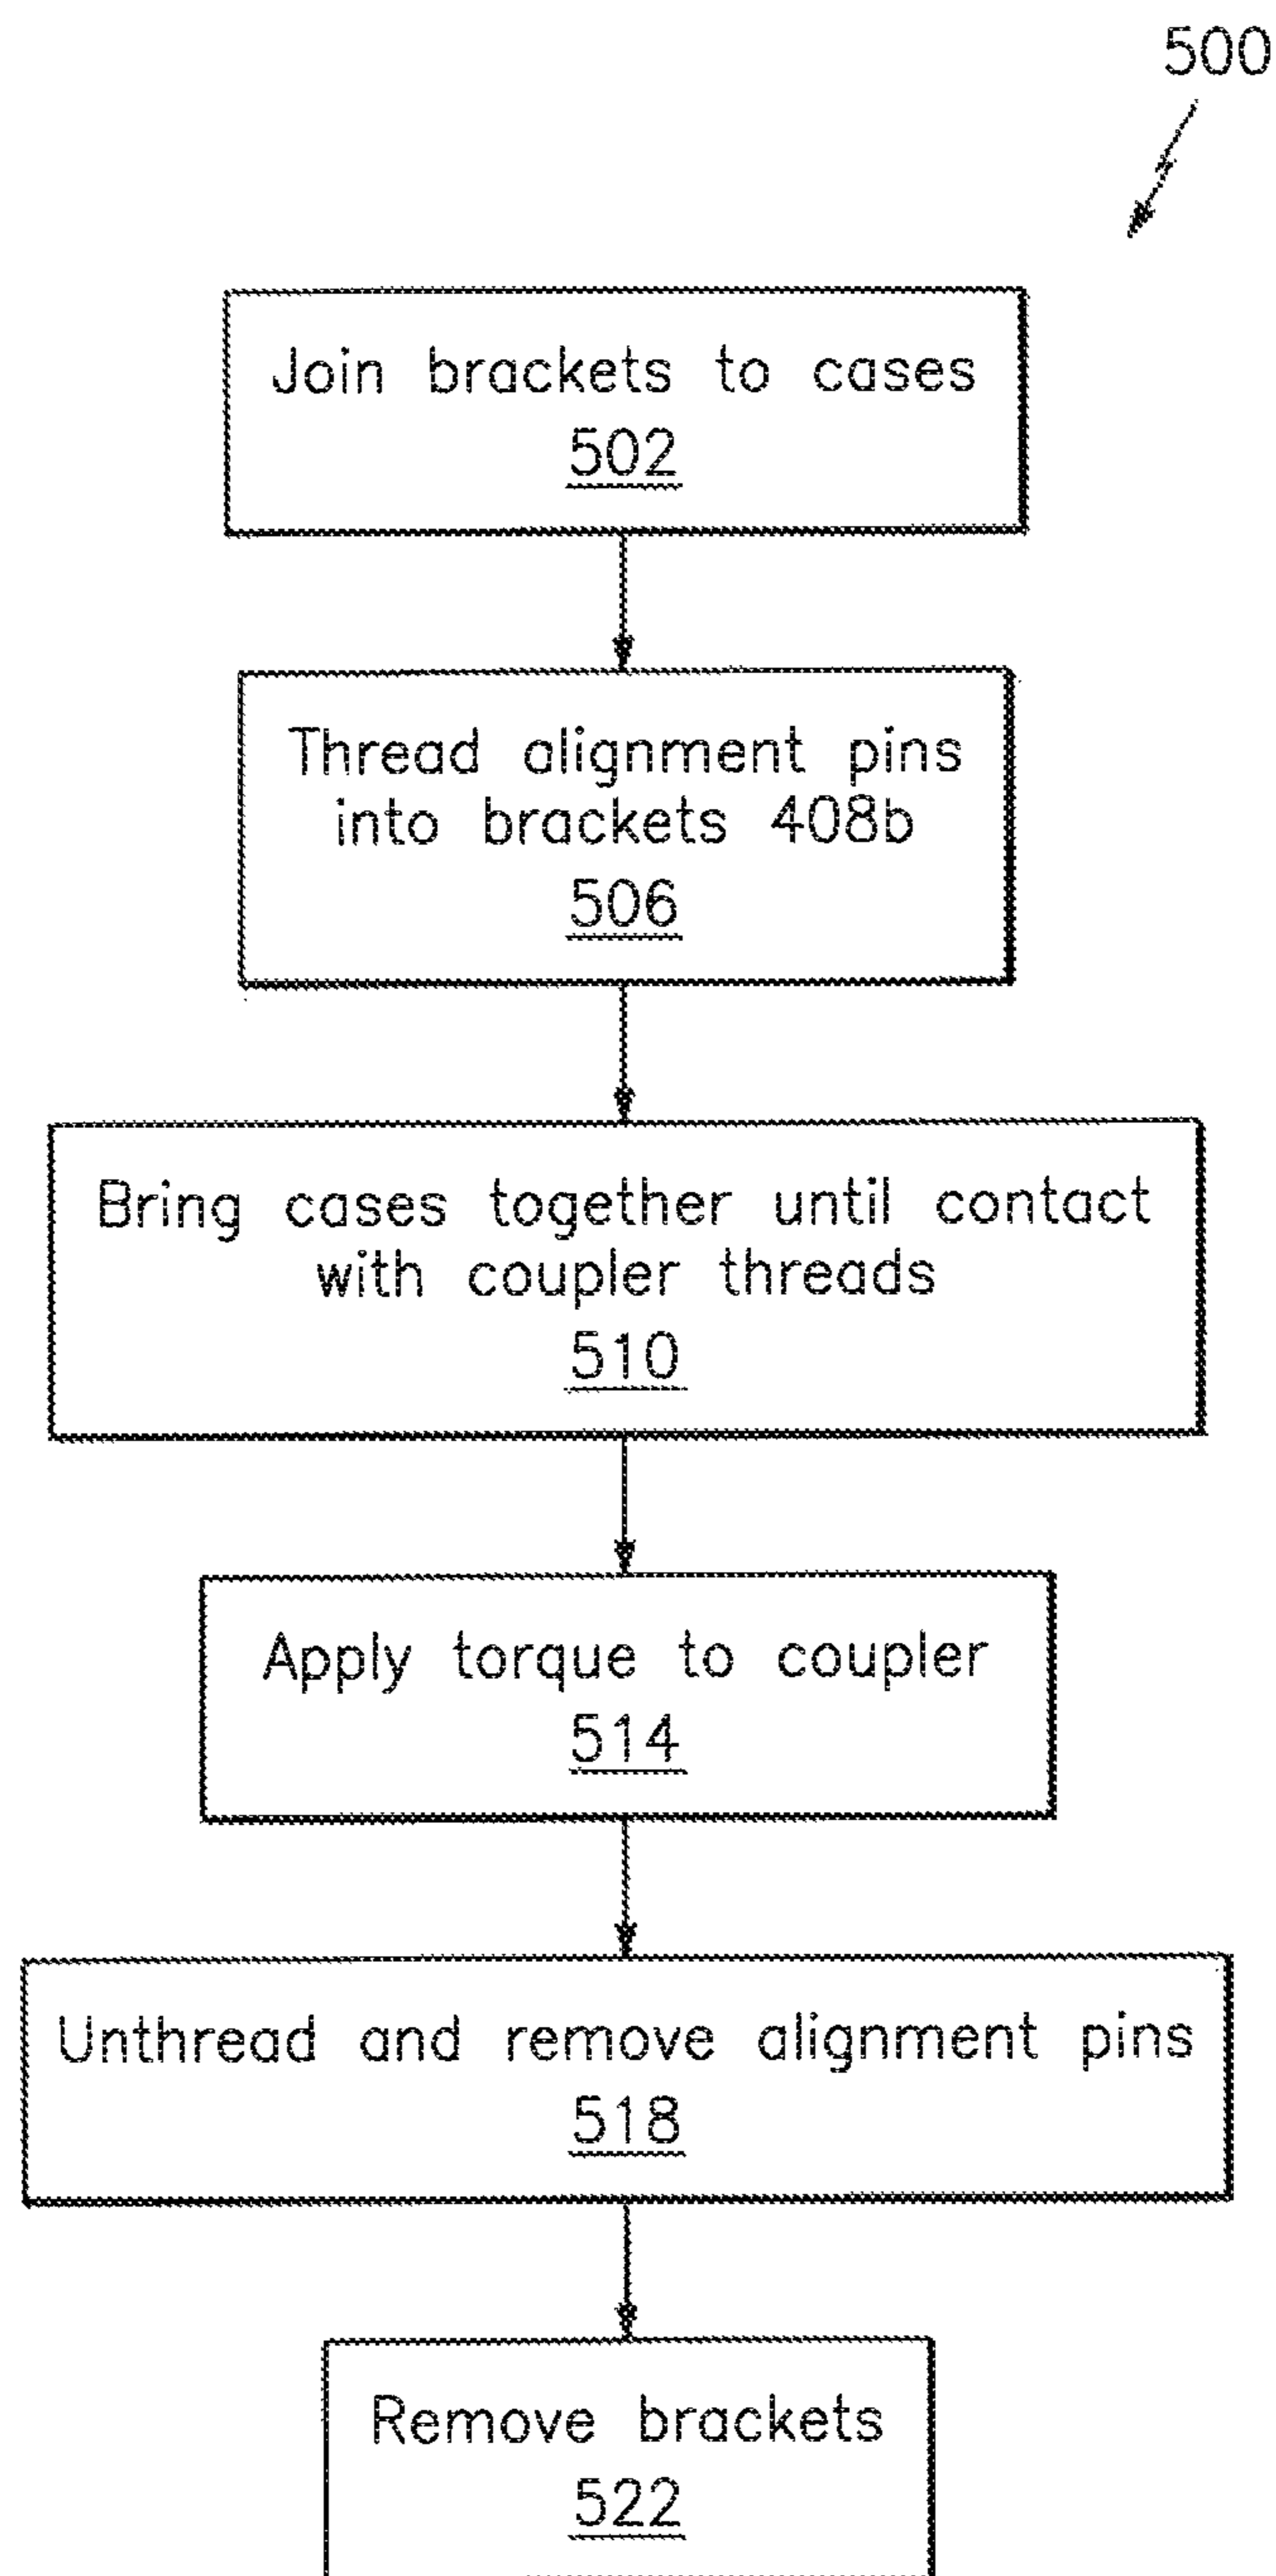 500
Join brackets to cases
502
Thread alignment pins
into brackets 408b
506
Bring cases together until contact
with coupler threads
510
Apply torque to coupler
514
Unthread and remove alignment pins
518
Remove brackets
522